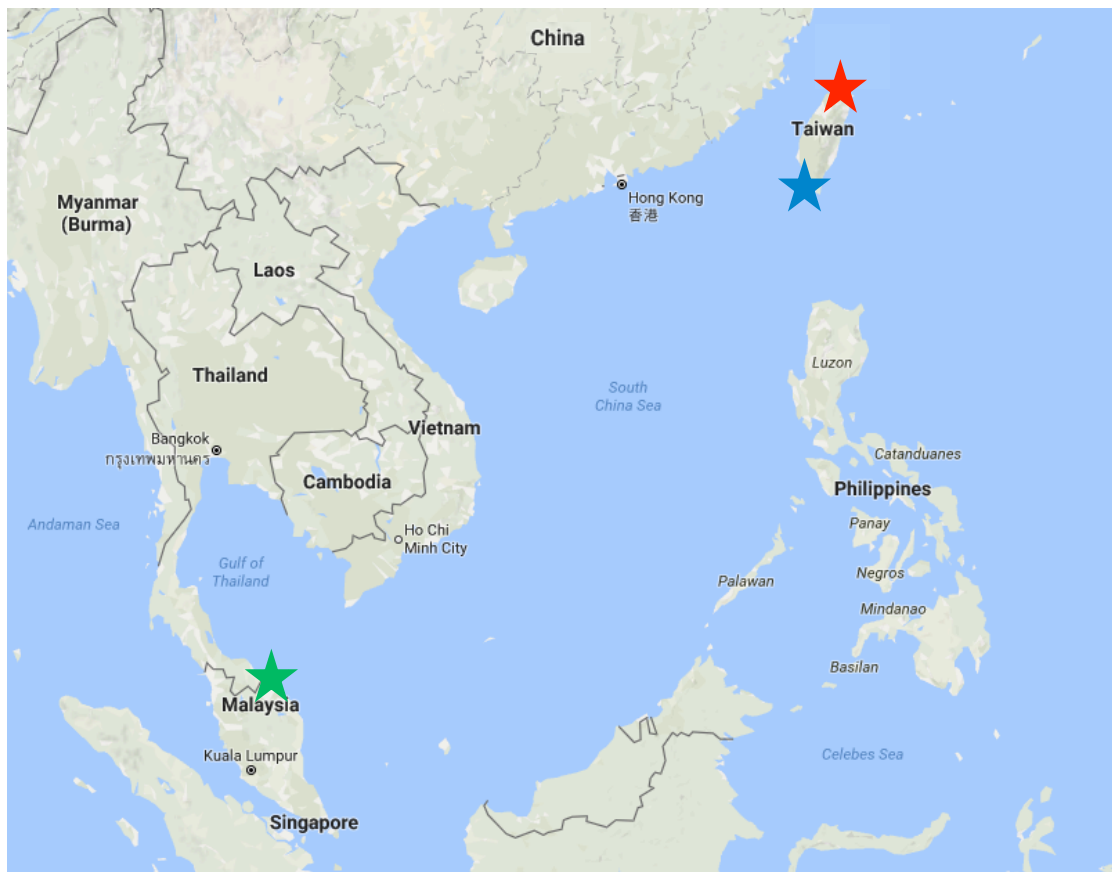 China
Taiwan
Hong Kong
香港
Myanmar
(Burma)
Laos
Thailand
Luzon
South
China Sea
Vietnam
Bangkok
กรุงเทพมหานคร
Catanduanes
Cambodia
Philippines
Andaman Sea
Ho Chi
Minh City
Panay
Gulf of
Thailand
Negros
Palawan
Mindanao
Basilan
Malaysia
Kuala Lumpur
Celebes Sea
Singapore